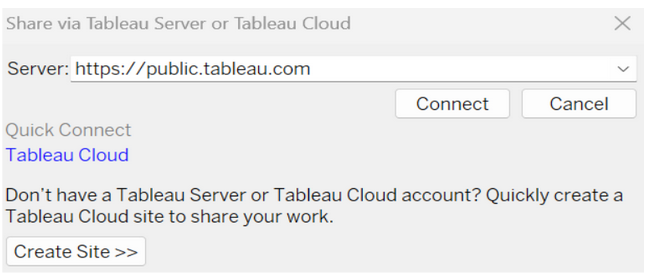 Share via Tableau Server or Tableau Cloud
Server: https://public.tableau.com
Connect Cancel
Quick Connect
Tableau Cloud
Don't have a Tableau Server or Tableau Cloud account? Quickly create a
Tableau Cloud site to share your work.
Create Site >>